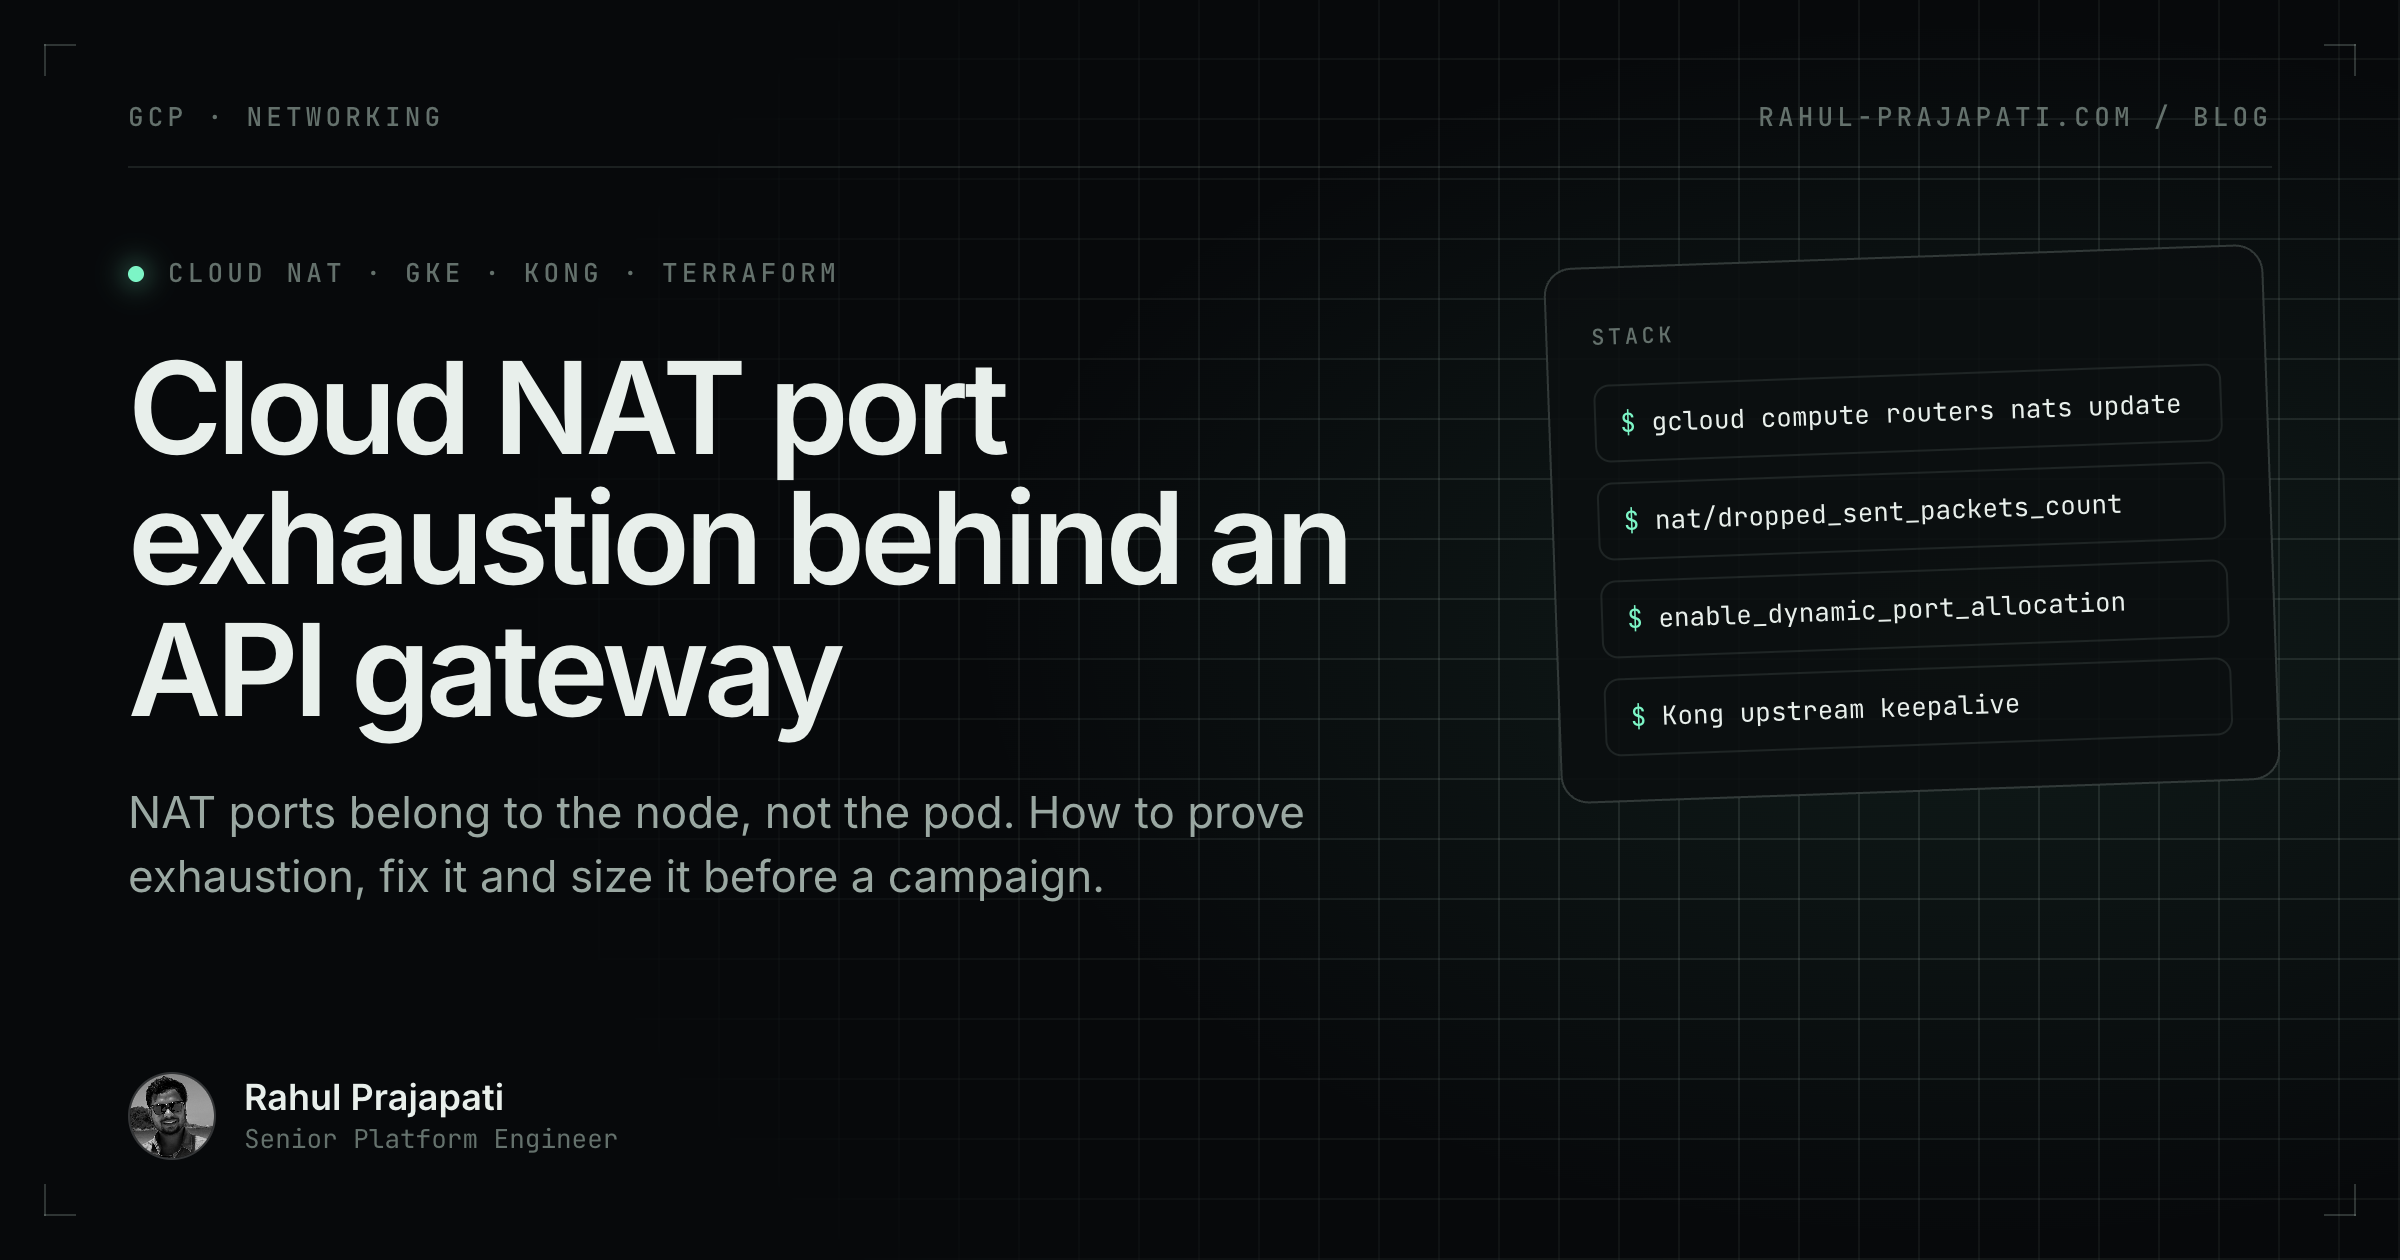 GCP · NETWORKING
RAHUL-PRAJAPATI.COM / BLOG
CLOUD NAT · GKE · KONG · TERRAFORM
Cloud NAT port
exhaustion behind an
API gateway
NAT ports belong to the node, not the pod. How to prove
exhaustion, fix it and size it before a campaign.
STACK
$ gcloud compute routers nats update
$ nat/dropped_sent_packets_count
$ enable_dynamic_port_allocation
$ Kong upstream keepalive
Rahul Prajapati
Senior Platform Engineer